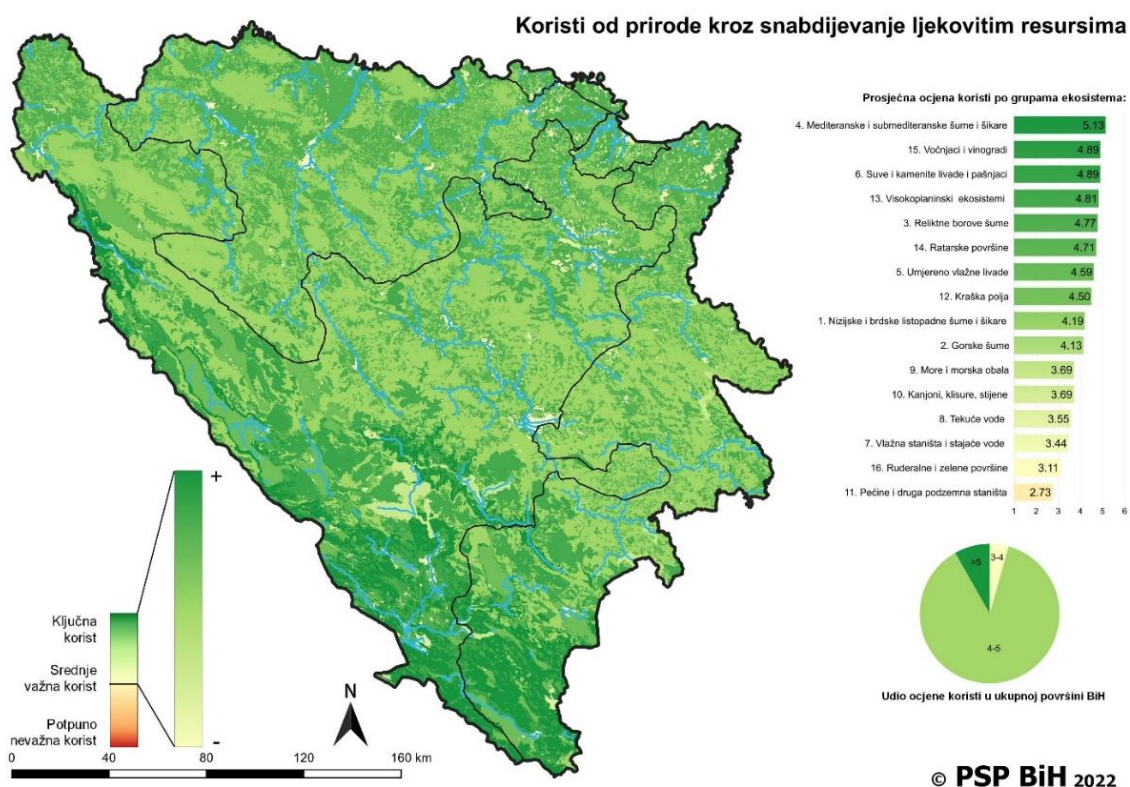 Koristi od prirode kroz snabdijevanje ljekovitim resursima
Prosječna ocjena koristi po grupama ekosistema:
4. Mediteranske i submediteranske šume i šikare 5.13
15. Voćnjaci i vinogradi 4.89
6. Suve i kamenite livade i pašnjaci 4.89
13. Visokoplaninski ekosistemi 4.81
3. Reliktne borove šume 4.77
14. Ratarske površine 4.71
5. Umjereno vlažne livade 4.59
12. Kraška polja 4.50
1. Nizijske i brdske listopadne šume i šikare 4.19
2. Gorske šume 4.13
9. More i morska obala 3.69
10. Kanjoni, klisure, stijene 3.69
8. Tekuće vode 3.55
7. Vlažna staništa i stajaće vode 3.44
16. Ruderalne i zelene površine 3.11
11. Pećine i druga podzemna staništa 2.73
1 2 3 4 5 6
>5 3-4
4-5
Udio ocjene koristi u ukupnoj površini BiH
+
Ključna
korist
Srednje
važna korist
Potpuno
nevažna korist
-
N
0 40 80 120 160 km
© PSP BiH 2022